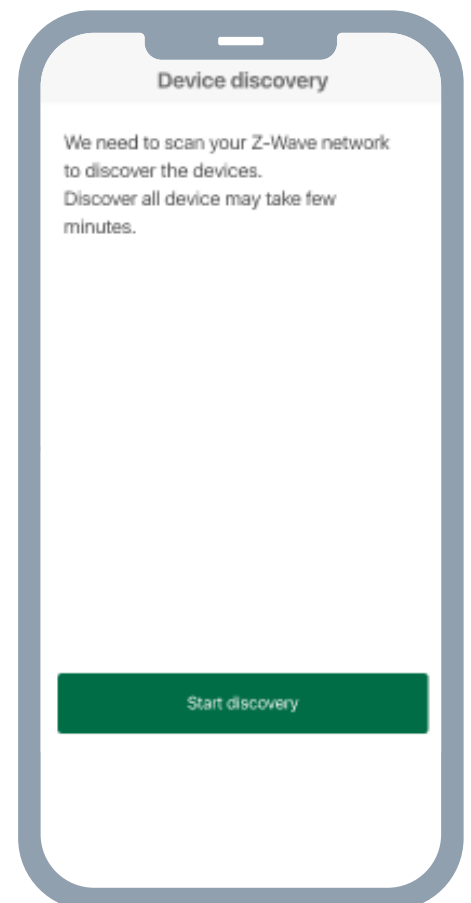 Device discovery
We need to scan your Z-Wave network
to discover the devices.
Discover all device may take few
minutes.
Start discovery